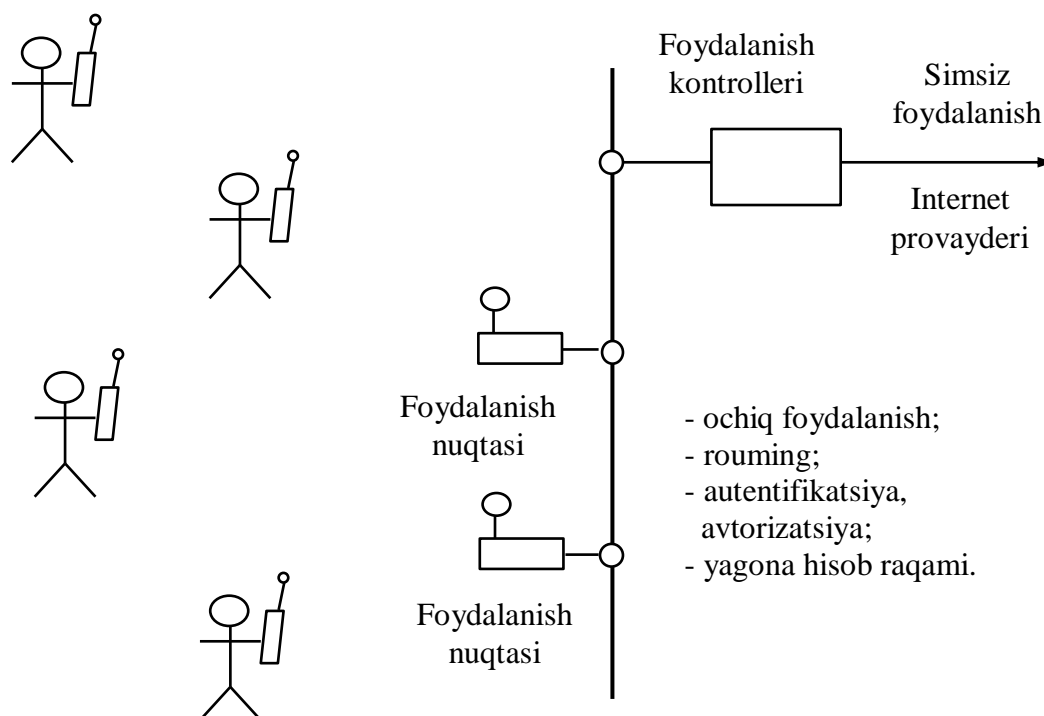 Foydalanish
kontrolleri
Simsiz
foydalanish
Internet
provayderi
Foydalanish
nuqtasi
- ochiq foydalanish;
- rouming;
- autentifikatsiya,
avtorizatsiya;
- yagona hisob raqami.
Foydalanish
nuqtasi